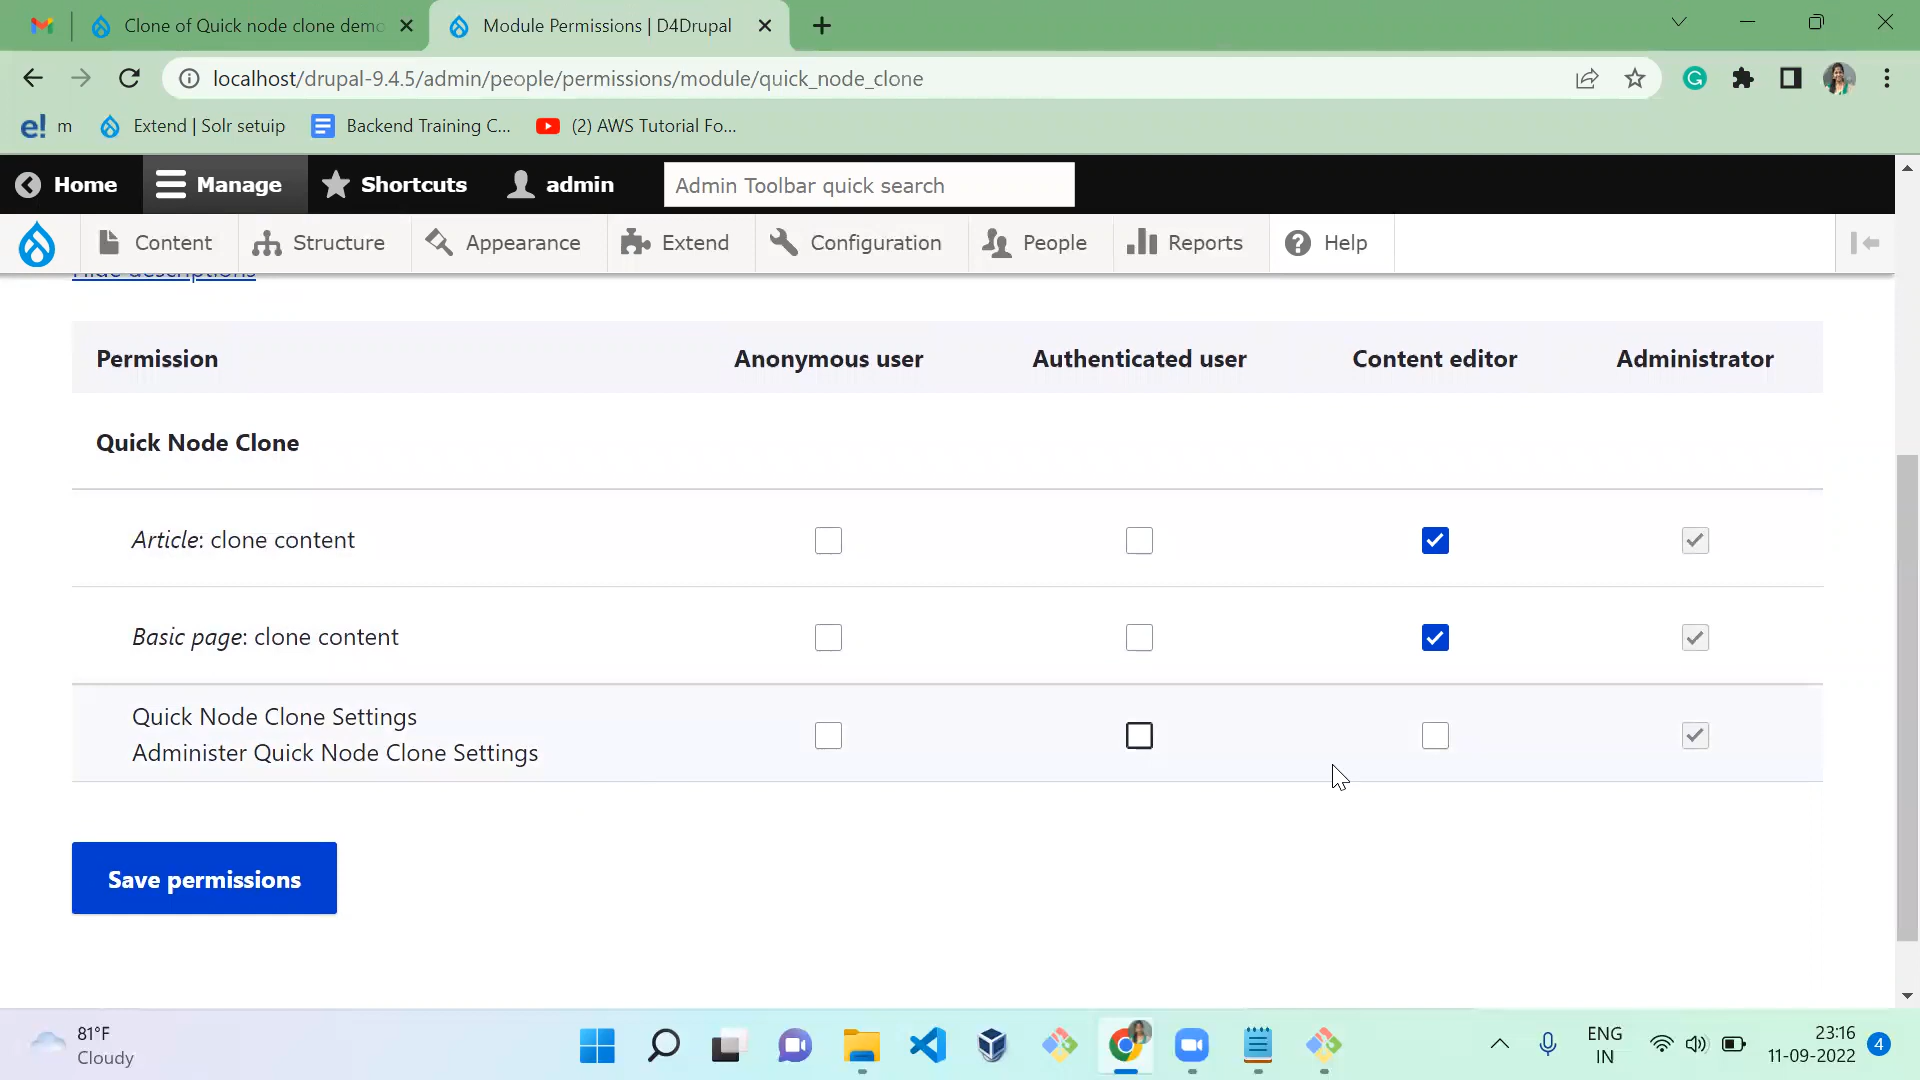 Clone of Quick node clone demo
Module Permissions | D4Drupal
localhost/drupal-9.4.5/admin/people/permissions/module/quick_node_clone
e! m
Extend | Solr setuip
Backend Training C...
(2) AWS Tutorial Fo...
Home
Manage
Shortcuts
admin
Admin Toolbar quick search
Content
Structure
Appearance
Extend
Configuration
People
Reports
Help
Hide descriptions
Permission
Anonymous user
Authenticated user
Content editor
Administrator
Quick Node Clone
Article: clone content
Basic page: clone content
Quick Node Clone Settings
Administer Quick Node Clone Settings
Save permissions
81°F
Cloudy
ENG
IN
23:16
11-09-2022
4